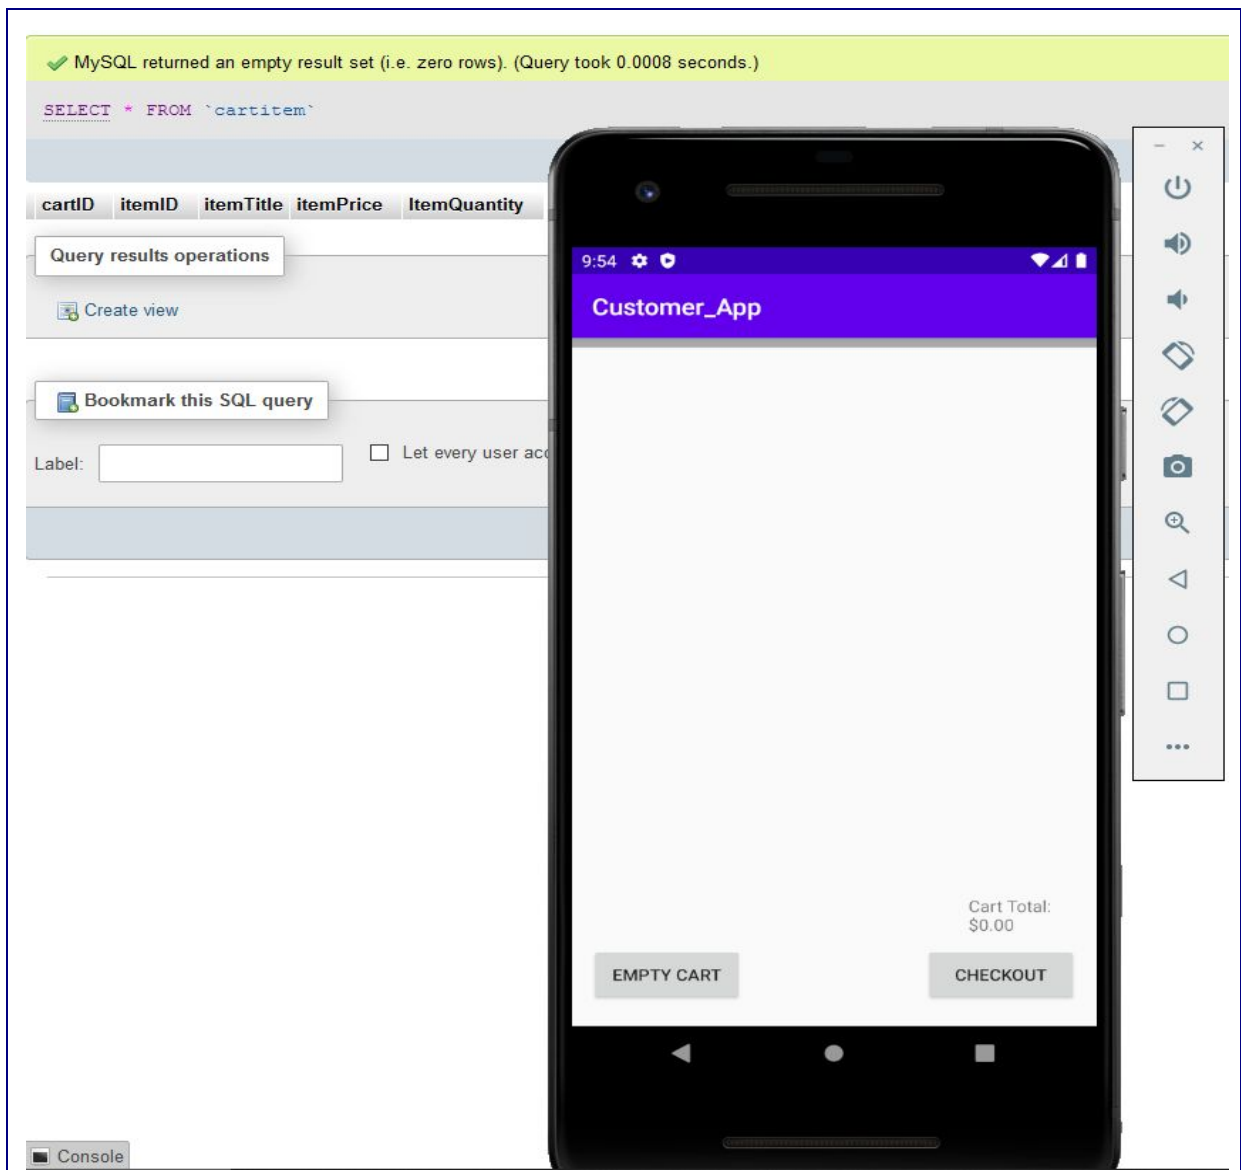 MySQL returned an empty result set (i.e. zero rows). (Query took 0.0008 seconds.)
SELECT * FROM `cartitem`
cartID itemID itemTitle itemPrice ItemQuantity
Query results operations
Create view
Bookmark this SQL query
Label:
Let every user acc
9:54
Customer_App
Cart Total:
$0.00
EMPTY CART
CHECKOUT
Console